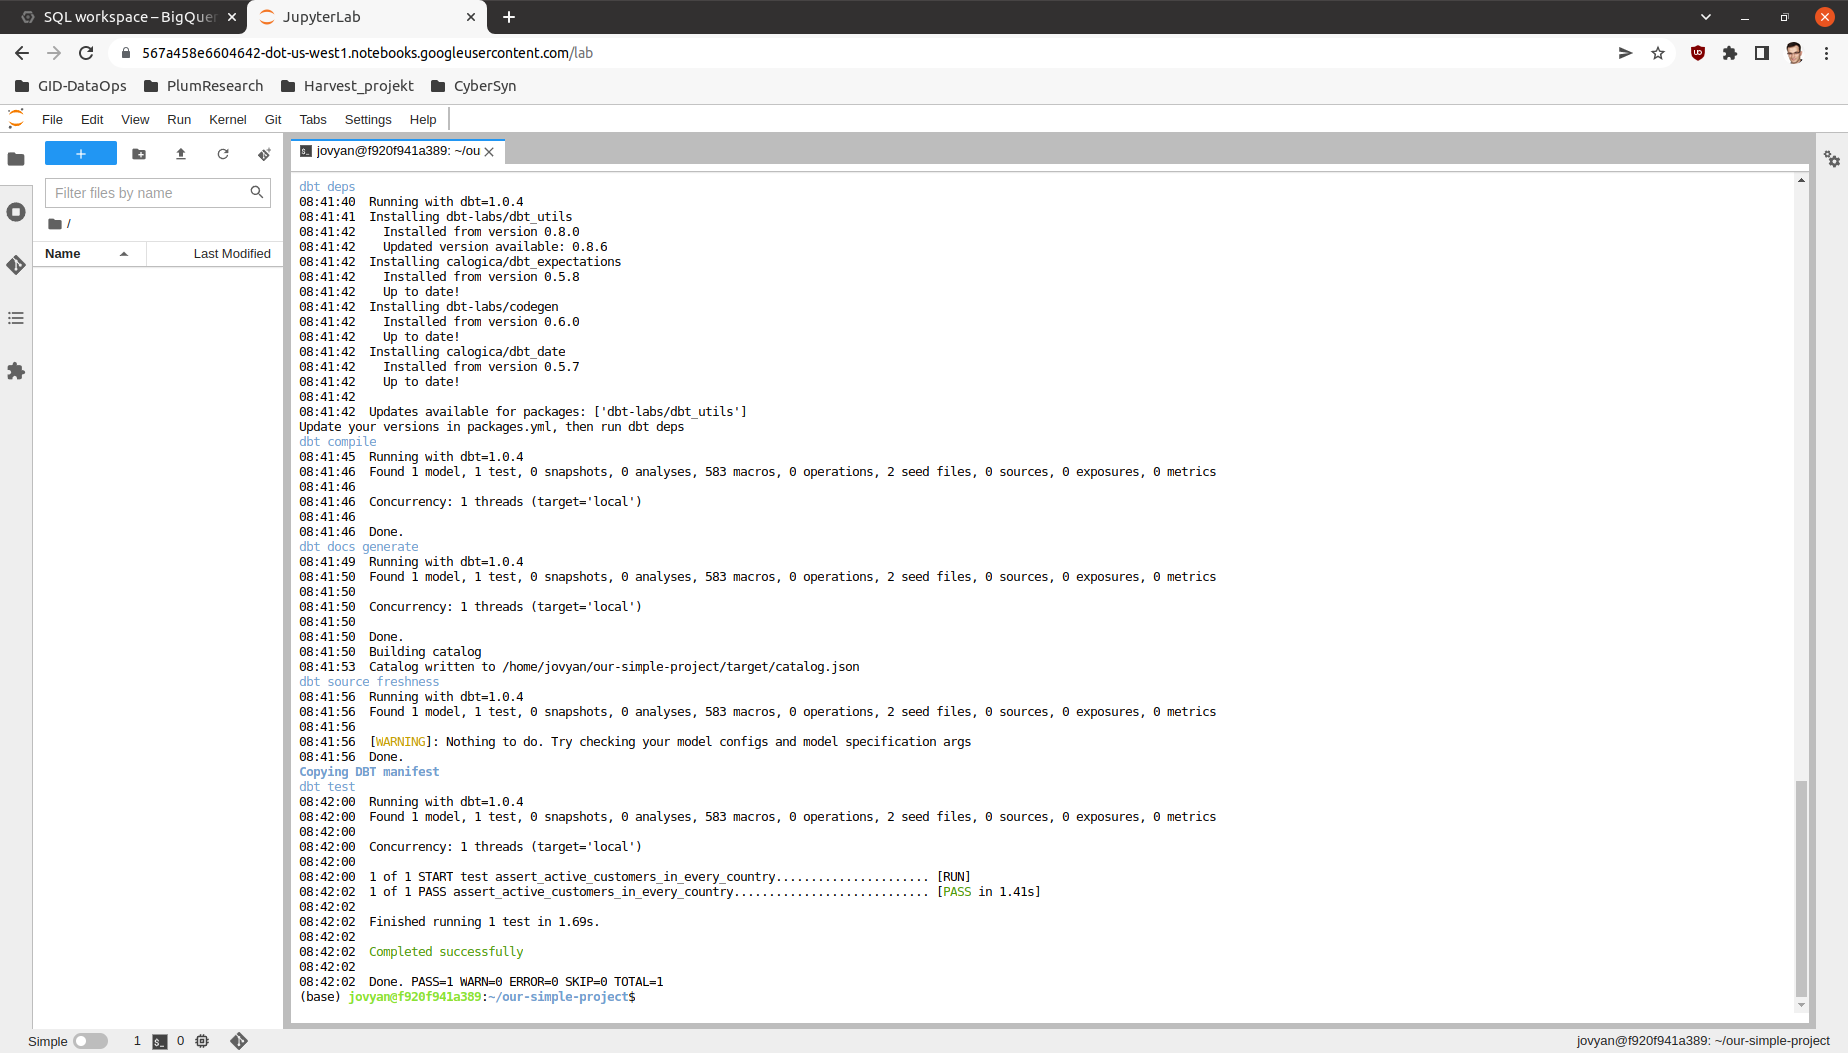 SQL workspace – BigQuer
JupyterLab
567a458e6604642-dot-us-west1.notebooks.googleusercontent.com/lab
GID-DataOps
PlumResearch
Harvest_projekt
CyberSyn
File Edit View Run Kernel Git Tabs Settings Help
jovyan@f920f941a389: ~/ou
Filter files by name
/
Name
Last Modified
dbt deps
08:41:40  Running with dbt=1.0.4
08:41:41  Installing dbt-labs/dbt_utils
08:41:42    Installed from version 0.8.0
08:41:42    Updated version available: 0.8.6
08:41:42  Installing calogica/dbt_expectations
08:41:42    Installed from version 0.5.8
08:41:42    Up to date!
08:41:42  Installing dbt-labs/codegen
08:41:42    Installed from version 0.6.0
08:41:42    Up to date!
08:41:42  Installing calogica/dbt_date
08:41:42    Installed from version 0.5.7
08:41:42    Up to date!
08:41:42
08:41:42  Updates available for packages: ['dbt-labs/dbt_utils']
Update your versions in packages.yml, then run dbt deps
dbt compile
08:41:45  Running with dbt=1.0.4
08:41:46  Found 1 model, 1 test, 0 snapshots, 0 analyses, 583 macros, 0 operations, 2 seed files, 0 sources, 0 exposures, 0 metrics
08:41:46
08:41:46  Concurrency: 1 threads (target='local')
08:41:46
08:41:46  Done.
dbt docs generate
08:41:49  Running with dbt=1.0.4
08:41:50  Found 1 model, 1 test, 0 snapshots, 0 analyses, 583 macros, 0 operations, 2 seed files, 0 sources, 0 exposures, 0 metrics
08:41:50
08:41:50  Concurrency: 1 threads (target='local')
08:41:50
08:41:50  Done.
08:41:50  Building catalog
08:41:53  Catalog written to /home/jovyan/our-simple-project/target/catalog.json
dbt source freshness
08:41:56  Running with dbt=1.0.4
08:41:56  Found 1 model, 1 test, 0 snapshots, 0 analyses, 583 macros, 0 operations, 2 seed files, 0 sources, 0 exposures, 0 metrics
08:41:56
08:41:56  [WARNING]: Nothing to do. Try checking your model configs and model specification args
08:41:56  Done.
Copying DBT manifest
dbt test
08:42:00  Running with dbt=1.0.4
08:42:00  Found 1 model, 1 test, 0 snapshots, 0 analyses, 583 macros, 0 operations, 2 seed files, 0 sources, 0 exposures, 0 metrics
08:42:00
08:42:00  Concurrency: 1 threads (target='local')
08:42:00
08:42:00  1 of 1 START test assert_active_customers_in_every_country...................... [RUN]
08:42:02  1 of 1 PASS assert_active_customers_in_every_country............................ [PASS in 1.41s]
08:42:02
08:42:02  Finished running 1 test in 1.69s.
08:42:02
08:42:02  Completed successfully
08:42:02
08:42:02  Done. PASS=1 WARN=0 ERROR=0 SKIP=0 TOTAL=1
(base) jovyan@f920f941a389:~/our-simple-project$
Simple 1 0
jovyan@f920f941a389: ~/our-simple-project